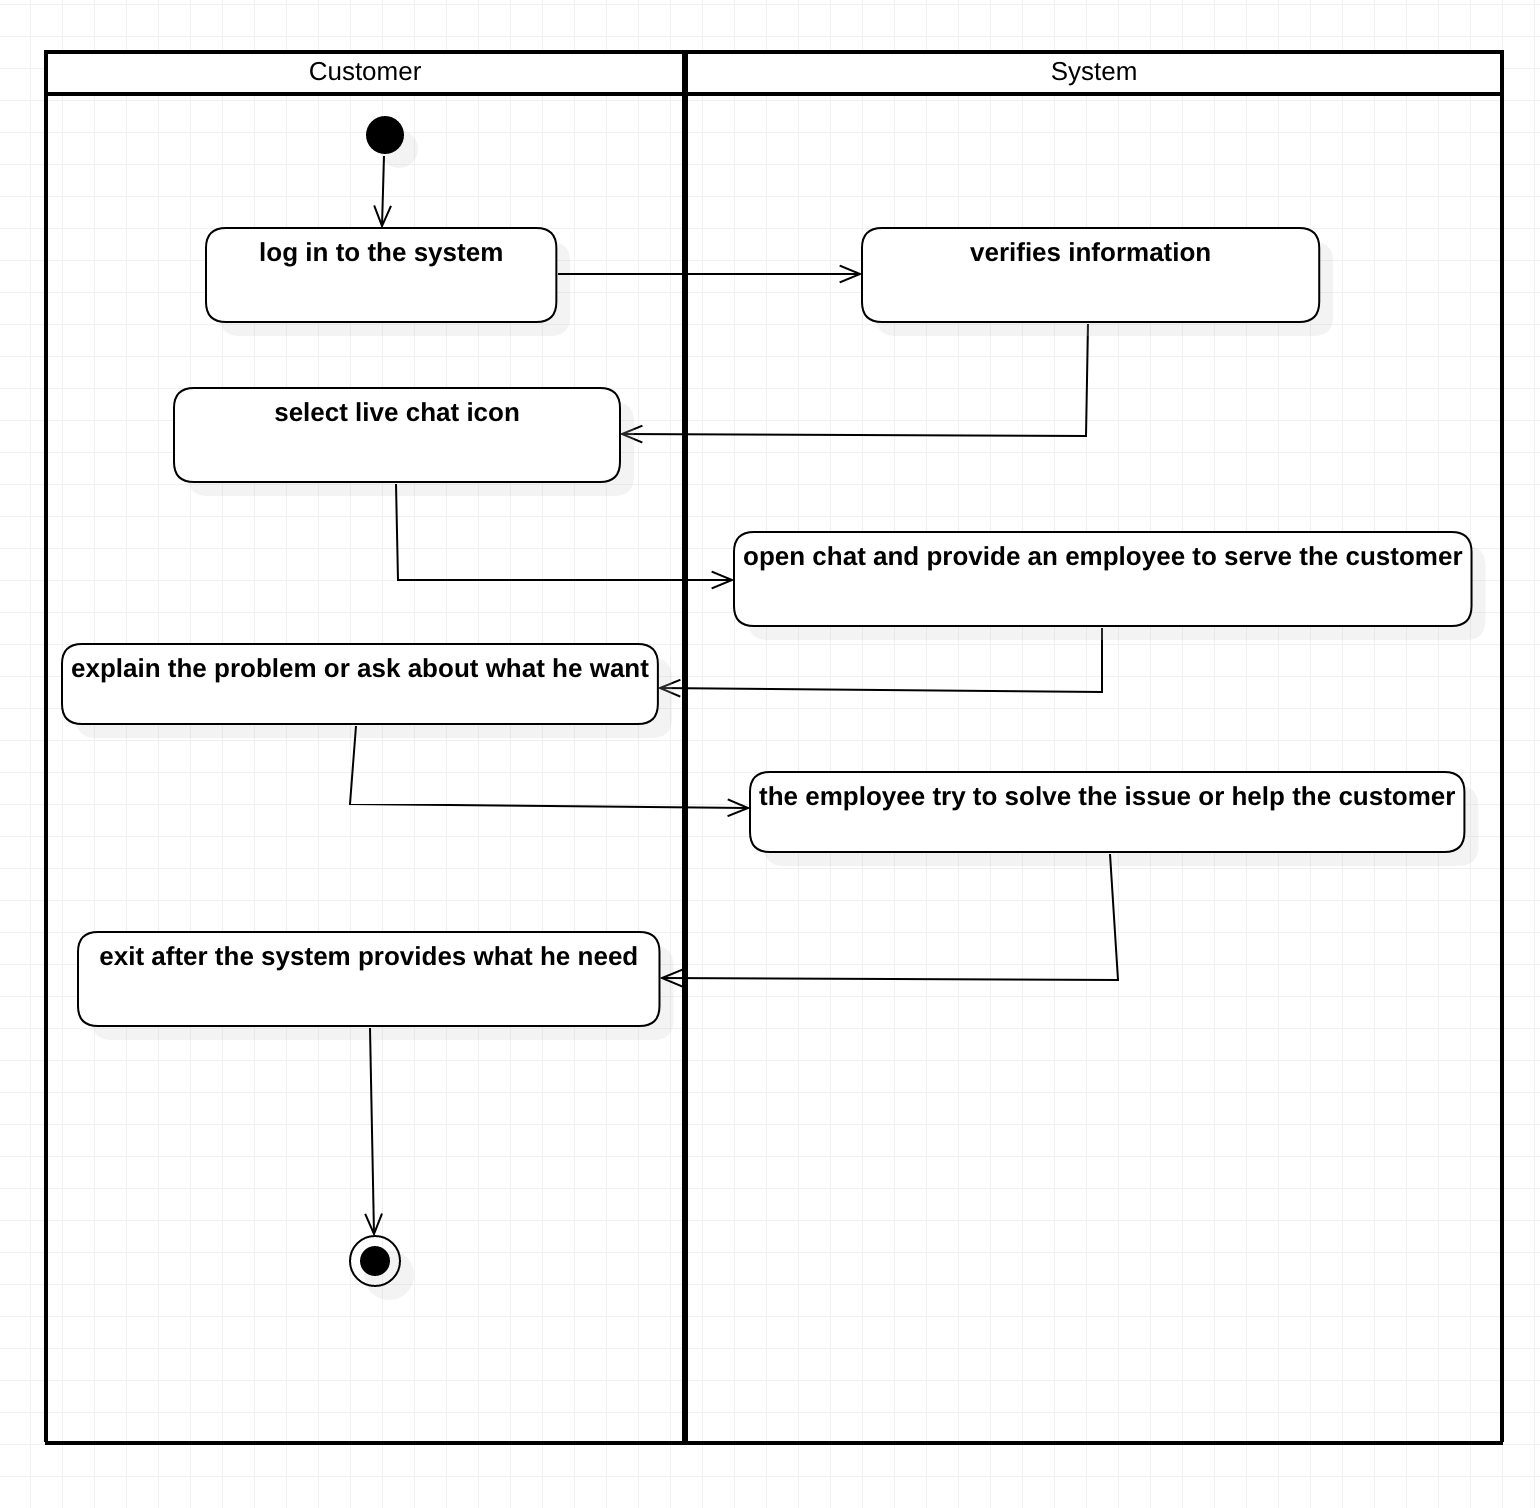 Customer
System
log in to the system
verifies information
select live chat icon
open chat and provide an employee to serve the customer
explain the problem or ask about what he want
the employee try to solve the issue or help the customer
exit after the system provides what he need